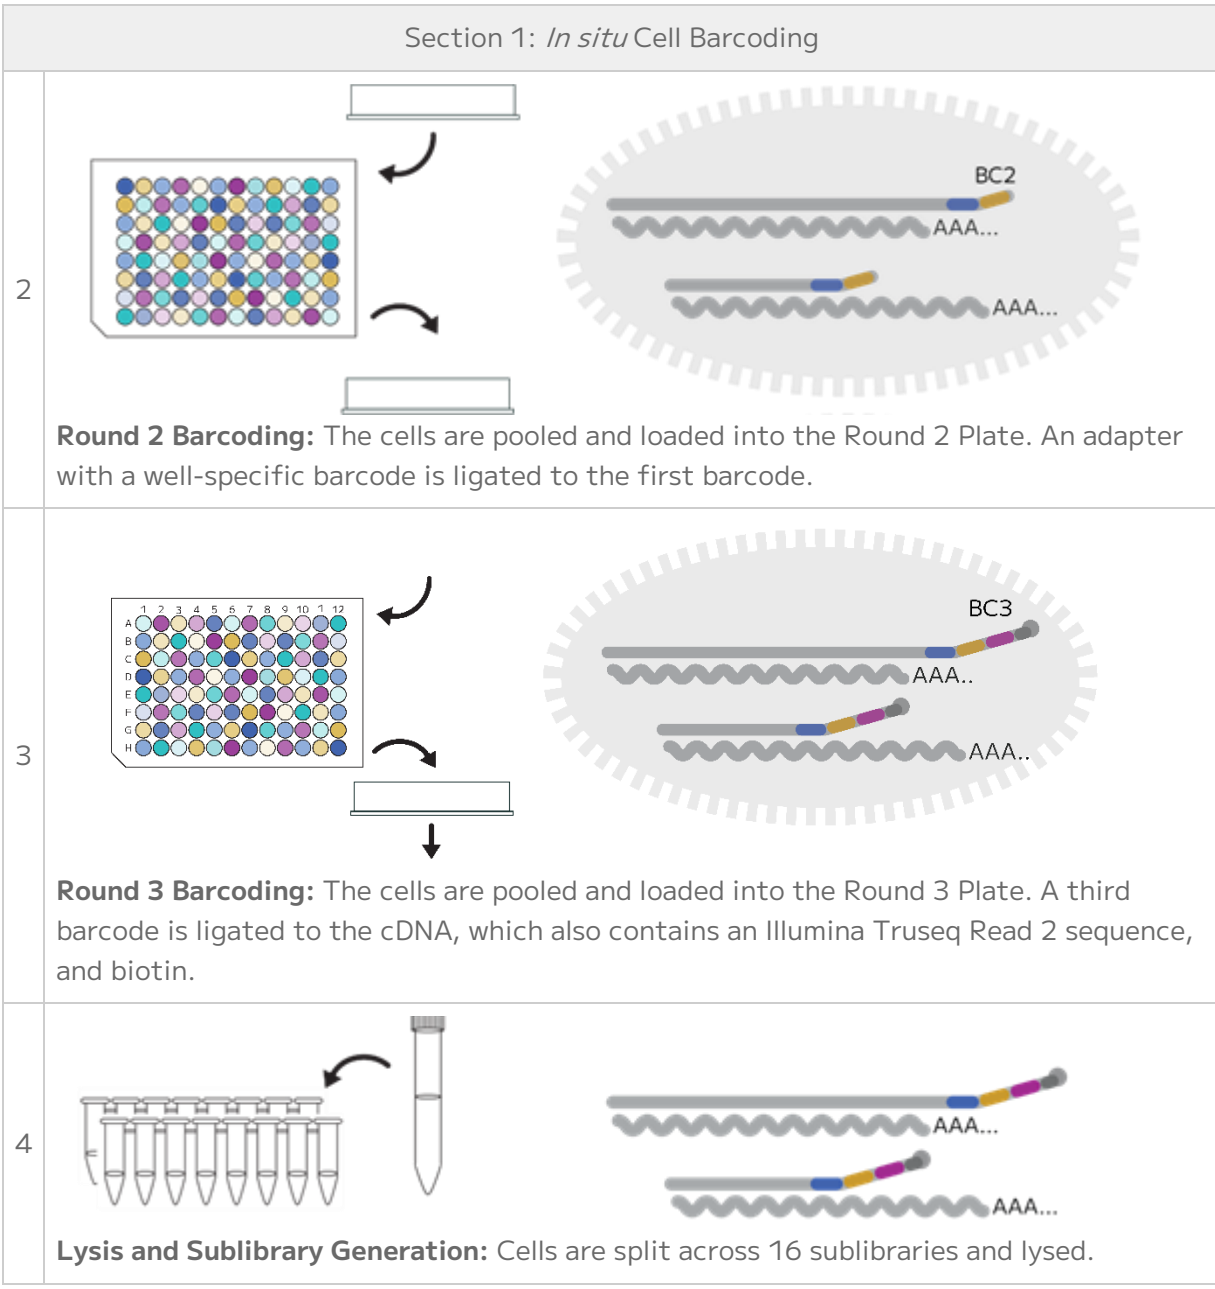 Section 1: In situ Cell Barcoding
2
BC2
AAA...
AAA...
Round 2 Barcoding: The cells are pooled and loaded into the Round 2 Plate. An adapter
with a well-specific barcode is ligated to the first barcode.
3
1 2 3 4 5 6 7 8 9 10 1 12
A
B
C
D
E
F
G
H
BC3
AAA..
AAA..
Round 3 Barcoding: The cells are pooled and loaded into the Round 3 Plate. A third
barcode is ligated to the cDNA, which also contains an Illumina Truseq Read 2 sequence,
and biotin.
4
AAA...
AAA...
Lysis and Sublibrary Generation: Cells are split across 16 sublibraries and lysed.